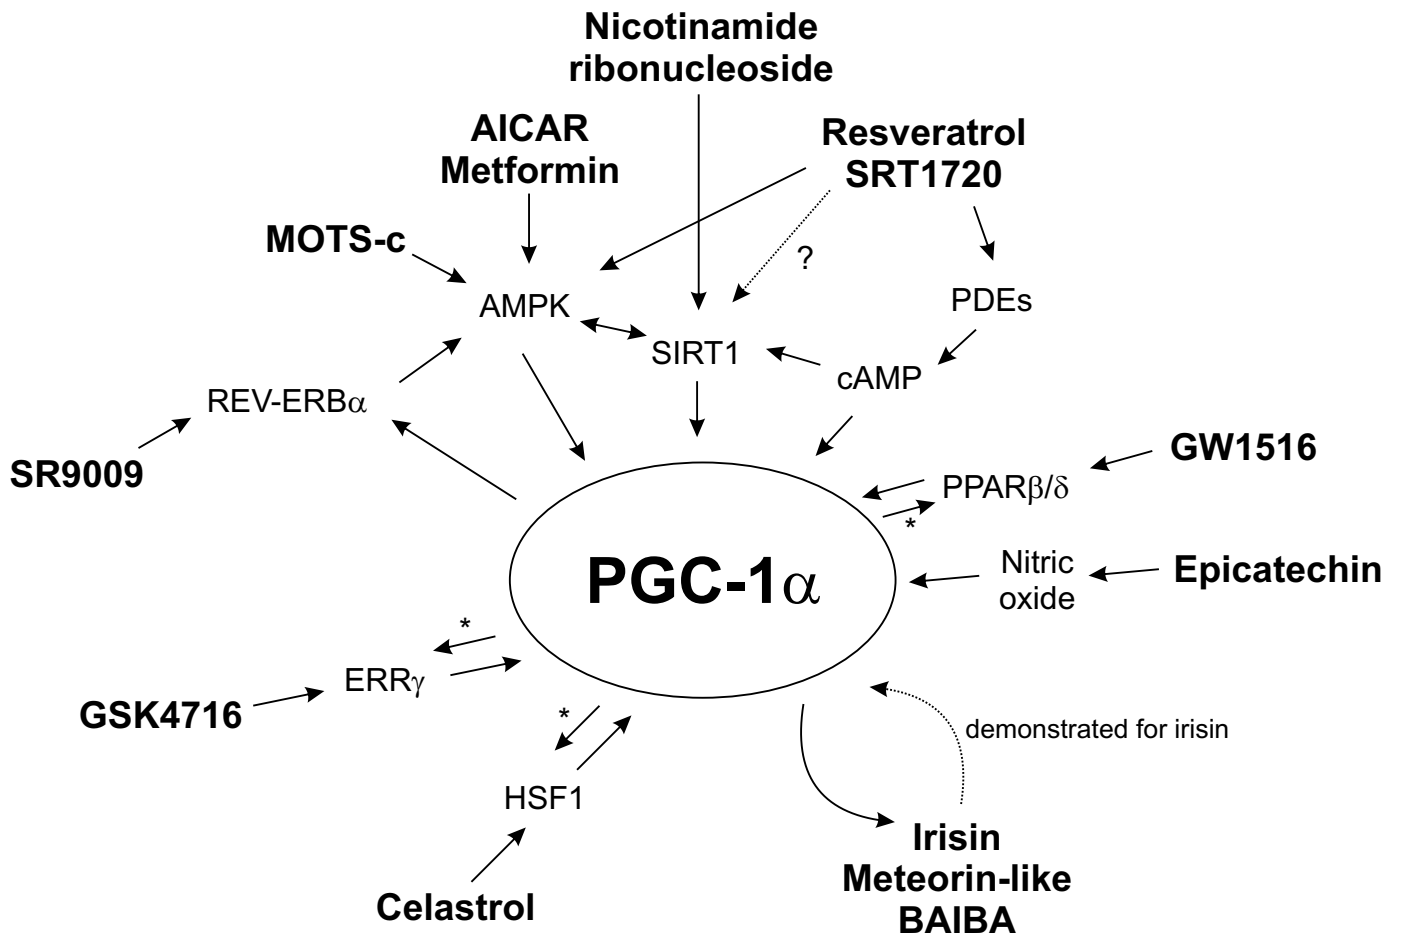 Nicotinamide
ribonucleoside
AICAR
Metformin
Resveratrol
SRT1720
MOTS-c
?
AMPK
PDEs
SIRT1
cAMP
REV-ERBα
SR9009
GW1516
PPARβ/δ
*
PGC-1α
Nitric
oxide
Epicatechin
*
ERRγ
GSK4716
*
demonstrated for irisin
HSF1
Irisin
Meteorin-like
BAIBA
Celastrol